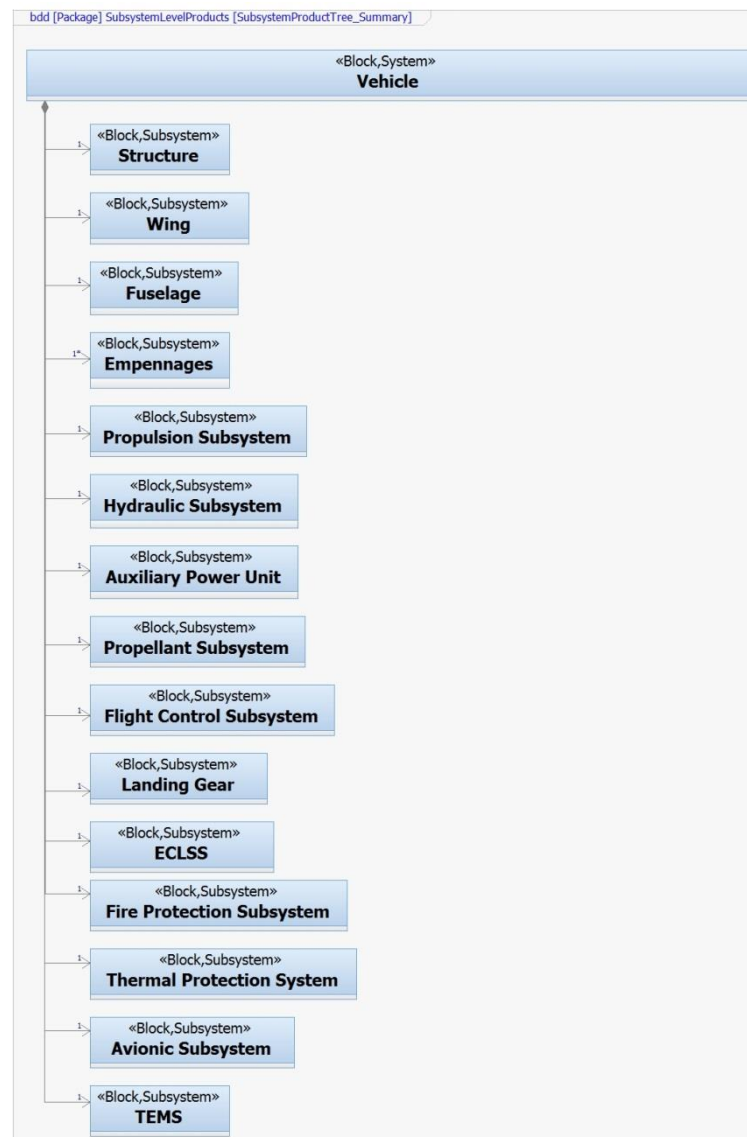 bdd [Package] SubsystemLevelProducts [SubsystemProductTree_Summary]
«Block,System»
Vehicle
«Block,Subsystem»
1
Structure
«Block,Subsystem»
1
Wing
«Block,Subsystem»
1
Fuselage
«Block,Subsystem»
1*
Empennages
«Block,Subsystem»
1
Propulsion Subsystem
«Block,Subsystem»
1
Hydraulic Subsystem
«Block,Subsystem»
1
Auxiliary Power Unit
«Block,Subsystem»
1
Propellant Subsystem
«Block,Subsystem»
1
Flight Control Subsystem
«Block,Subsystem»
1
Landing Gear
«Block,Subsystem»
1
ECLSS
«Block,Subsystem»
1
Fire Protection Subsystem
«Block,Subsystem»
1
Thermal Protection System
«Block,Subsystem»
1
Avionic Subsystem
«Block,Subsystem»
1
TEMS